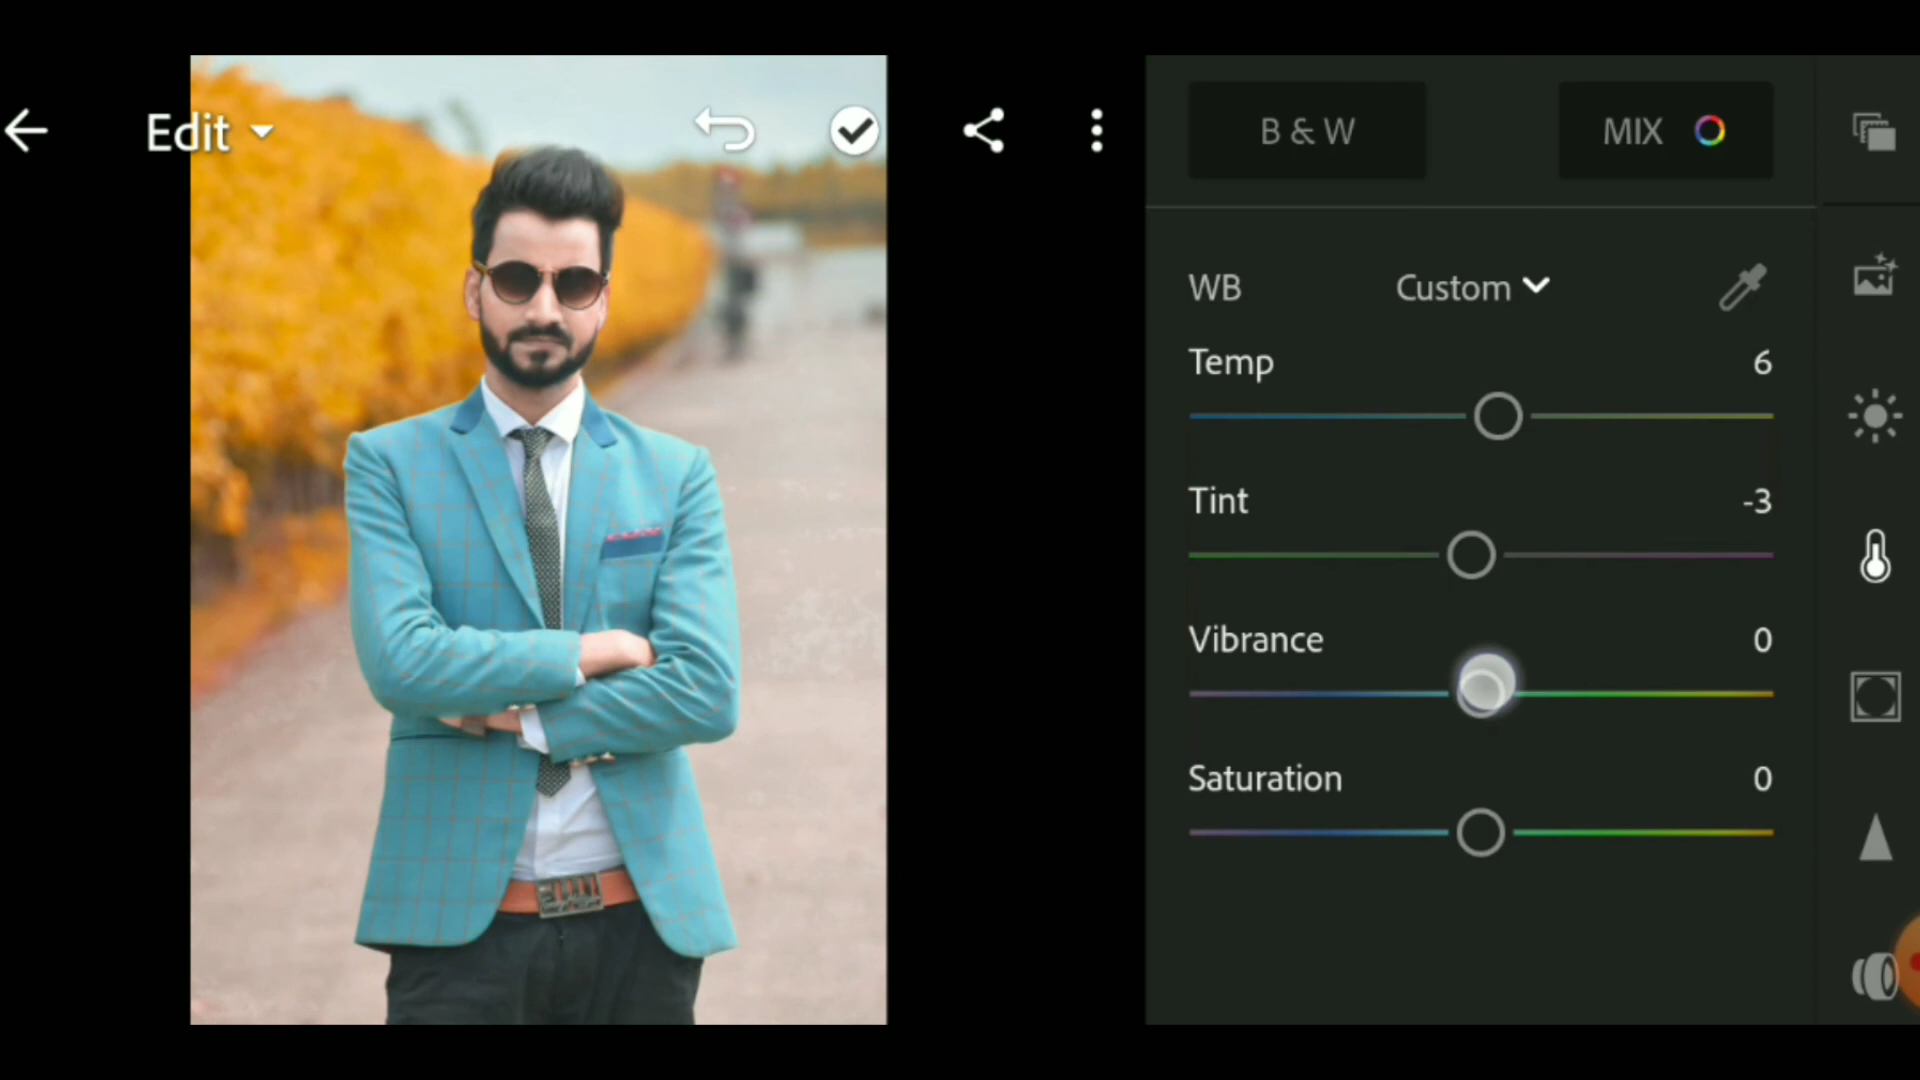 Edit
B & W
MIX
WB
Custom
Temp
6
Tint
-3
Vibrance
0
Saturation
0